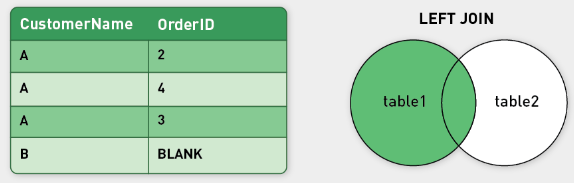 CustomerName OrderID
A 2
A 4
A 3
B BLANK
LEFT JOIN
table1 table2